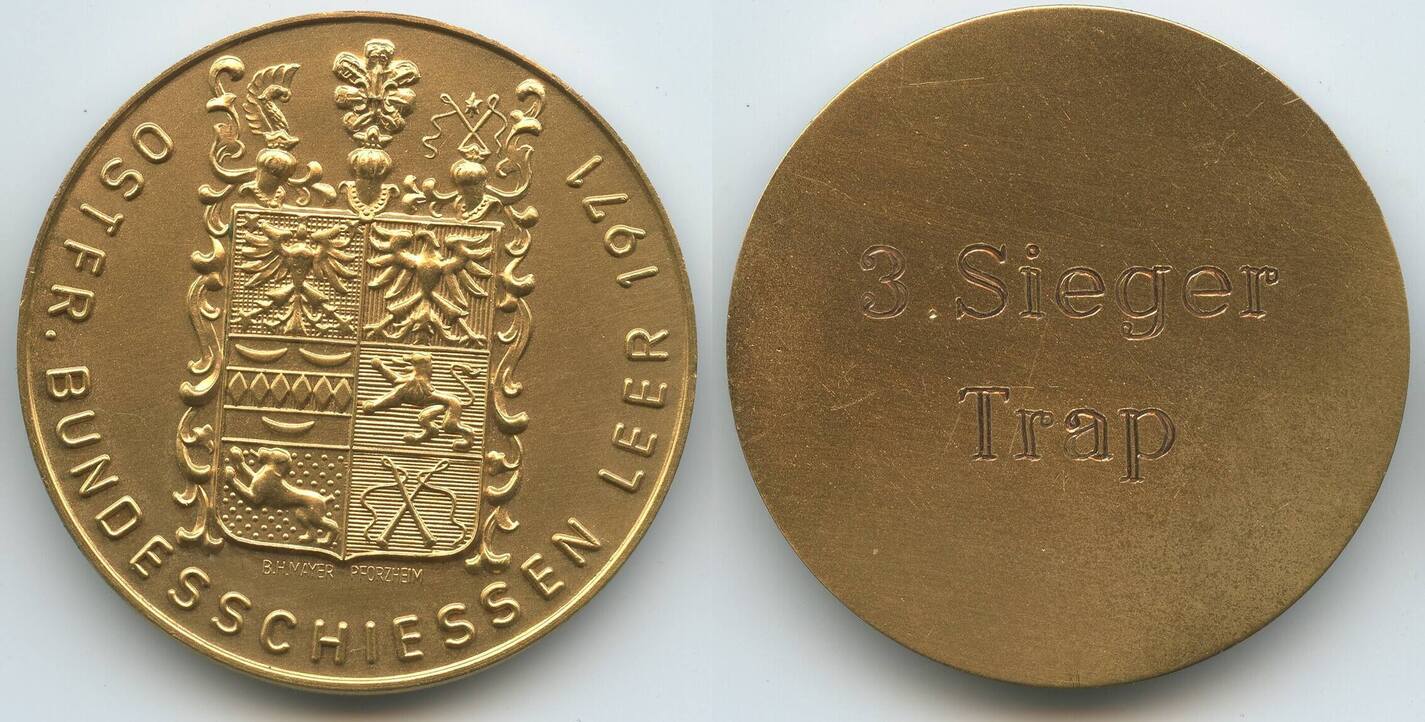 OSTFR. BUNDESSCHIESSEN LEER 1971
B.H.MAYER PFORZHEIM
3.Sieger
Trap